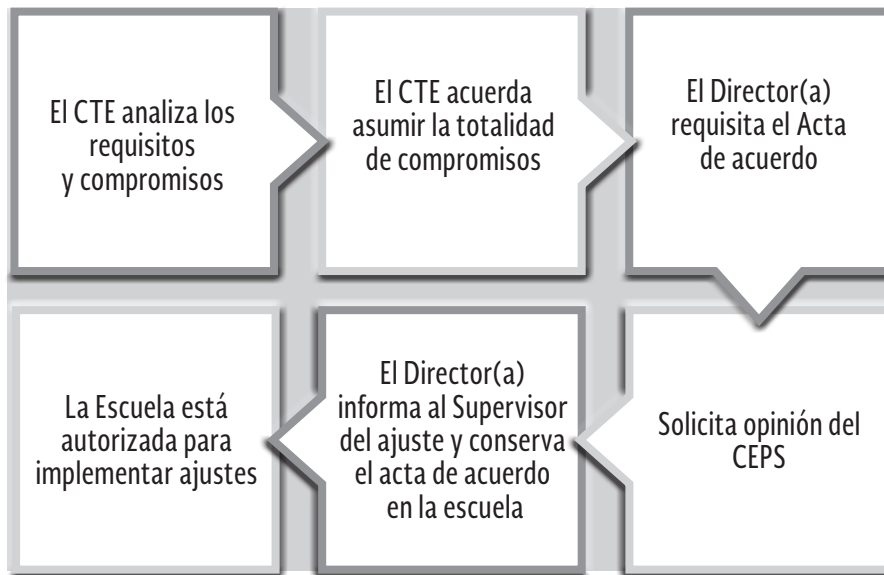 El CTE analiza los
requisitos
y compromisos
El CTE acuerda
asumir la totalidad
de compromisos
El Director(a)
requisita el Acta
de acuerdo
Solicita opinión del
CEPS
El Director(a)
informa al Supervisor
del ajuste y conserva
el acta de acuerdo
en la escuela
La Escuela está
autorizada para
implementar ajustes